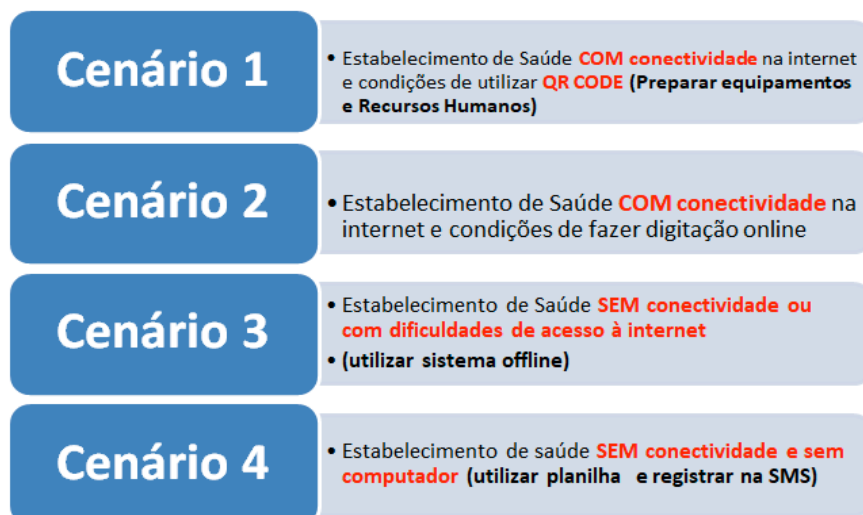 Cenário 1
• Estabelecimento de Saúde COM conectividade na internet
e condições de utilizar QR CODE (Preparar equipamentos
e Recursos Humanos)
Cenário 2
• Estabelecimento de Saúde COM conectividade na
internet e condições de fazer digitação online
Cenário 3
• Estabelecimento de Saúde SEM conectividade ou
com dificuldades de acesso à internet
• (utilizar sistema offline)
Cenário 4
• Estabelecimento de saúde SEM conectividade e sem
computador (utilizar planilha e registrar na SMS)